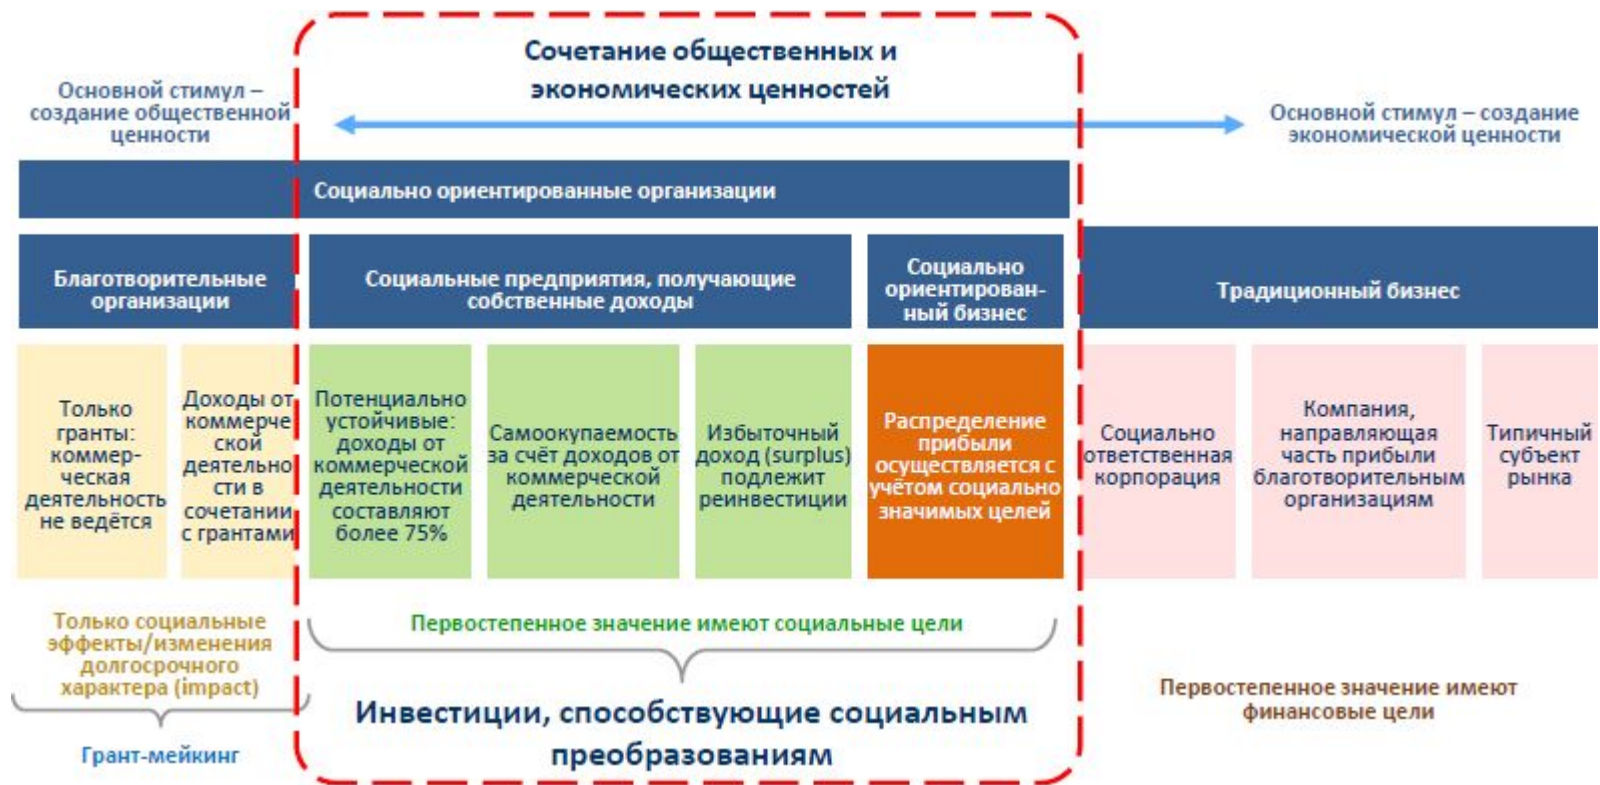 Сочетание общественных и
экономических ценностей
Основной стимул –
создание общественной
ценности
Основной стимул – создание
экономической ценности
Социально ориентированные организации
Благотворительные
организации
Социальные предприятия, получающие
собственные доходы
Социально
ориентирован-
ный бизнес
Традиционный бизнес
Только
гранты:
коммер-
ческая
деятельность
не ведётся
Доходы от
коммерче
ской
деятельно
сти в
сочетании
с грантами
Потенциально
устойчивые:
доходы от
коммерческой
деятельности
составляют
более 75%
Самоокупаемость
за счёт доходов от
коммерческой
деятельности
Избыточный
доход (surplus)
подлежит
реинвестиции
Распределение
прибыли
осуществляется с
учётом социально
значимых целей
Социально
ответственная
корпорация
Компания,
направляющая
часть прибыли
благотворительным
организациям
Типичный
субъект
рынка
Только социальные
эффекты/изменения
долгосрочного
характера (impact)
Грант-мейкинг
Первостепенное значение имеют социальные цели
Инвестиции, способствующие социальным
преобразованиям
Первостепенное значение имеют
финансовые цели